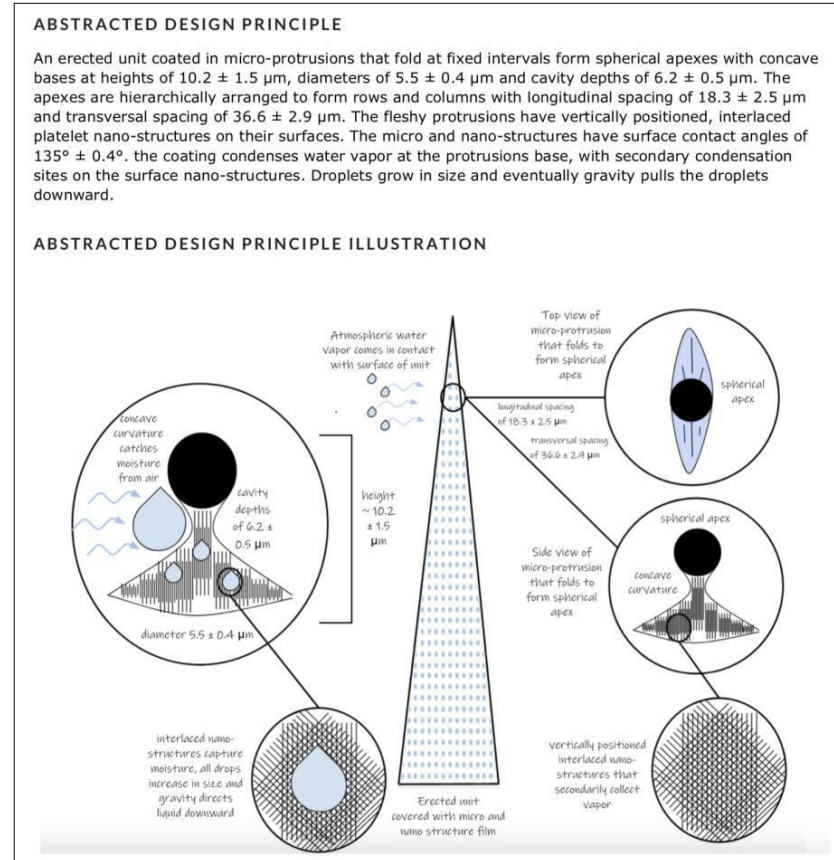 ABSTRACTED DESIGN PRINCIPLE
An erected unit coated in micro-protrusions that fold at fixed intervals form spherical apexes with concave
bases at heights of 10.2 ± 1.5 μm, diameters of 5.5 ± 0.4 μm and cavity depths of 6.2 ± 0.5 μm. The
apexes are hierarchically arranged to form rows and columns with longitudinal spacing of 18.3 ± 2.5 μm
and transversal spacing of 36.6 ± 2.9 μm. The fleshy protrusions have vertically positioned, interlaced
platelet nano-structures on their surfaces. The micro and nano-structures have surface contact angles of
135° ± 0.4°. the coating condenses water vapor at the protrusions base, with secondary condensation
sites on the surface nano-structures. Droplets grow in size and eventually gravity pulls the droplets
downward.
ABSTRACTED DESIGN PRINCIPLE ILLUSTRATION
Atmospheric water
vapor comes in contact
with surface of unit
Top view of
micro-protrusion
that folds to
form spherical
apex
spherical
apex
longitudinal spacing
of 18.3 ± 2.5 μm
transversal spacing
of 36.6 ± 2.9 μm
concave
curvature
catches
moisture
from air
cavity
depths
of 6.2 ±
0.5 μm
height
~ 10.2
± 1.5
μm
diameter 5.5 ± 0.4 μm
Side view of
micro-protrusion
that folds to
form spherical
apex
spherical apex
concave
curvature
interlaced nano-
structures capture
moisture, all drops
increase in size and
gravity directs
liquid downward
Erected unit
covered with micro and
nano structure film
vertically positioned
interlaced nano-
structures that
secondarily collect
vapor